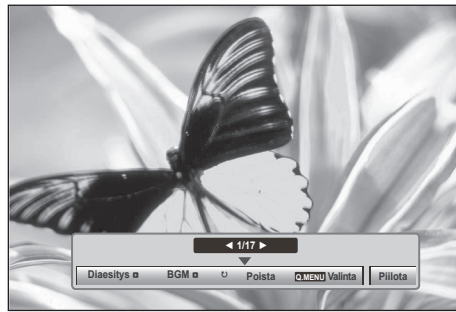 ◀ 1/17 ▶
Diaesitys BGM ↻ Poista Q.MENU Valinta Piilota